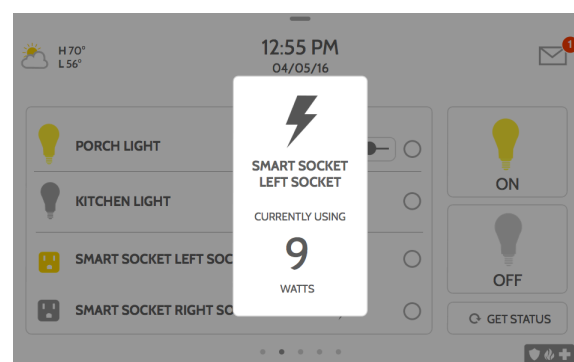 H 70°
L 56°
12:55 PM
04/05/16
1
PORCH LIGHT
KITCHEN LIGHT
SMART SOCKET LEFT SOC
SMART SOCKET RIGHT SO
SMART SOCKET
LEFT SOCKET
CURRENTLY USING
9
WATTS
ON
OFF
GET STATUS